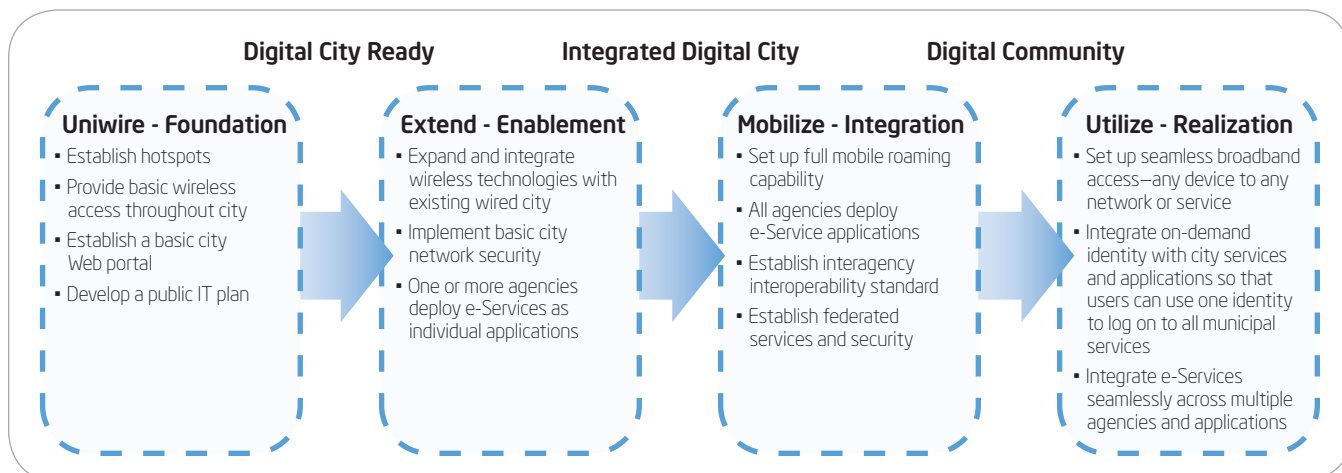 Digital City Ready
Integrated Digital City
Digital Community
Uniwire - Foundation
▪ Establish hotspots
▪ Provide basic wireless
access throughout city
▪ Establish a basic city
Web portal
▪ Develop a public IT plan
Extend - Enablement
▪ Expand and integrate
wireless technologies with
existing wired city
▪ Implement basic city
network security
▪ One or more agencies
deploy e-Services as
individual applications
Mobilize - Integration
▪ Set up full mobile roaming
capability
▪ All agencies deploy
e-Service applications
▪ Establish interagency
interoperability standard
▪ Establish federated
services and security
Utilize - Realization
▪ Set up seamless broadband
access—any device to any
network or service
▪ Integrate on-demand
identity with city services
and applications so that
users can use one identity
to log on to all municipal
services
▪ Integrate e-Services
seamlessly across multiple
agencies and applications